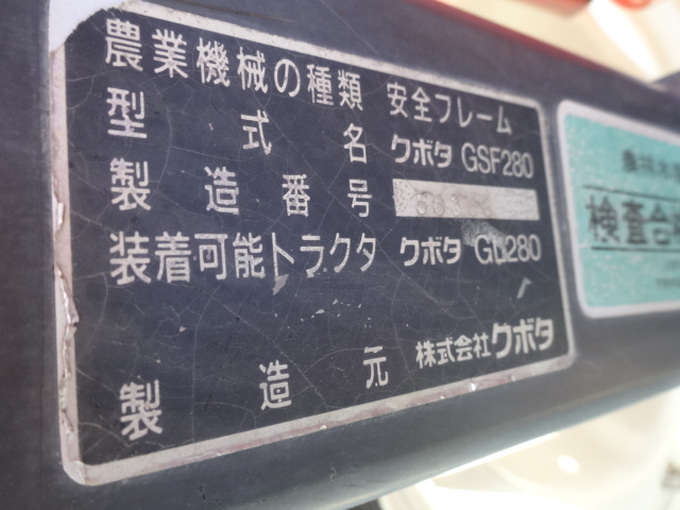 農業機械の種類 安全フレーム
型式名 クボタ GSF280
製造番号
装着可能トラクタ クボタ GL280
製造元 株式会社クボタ
検査合